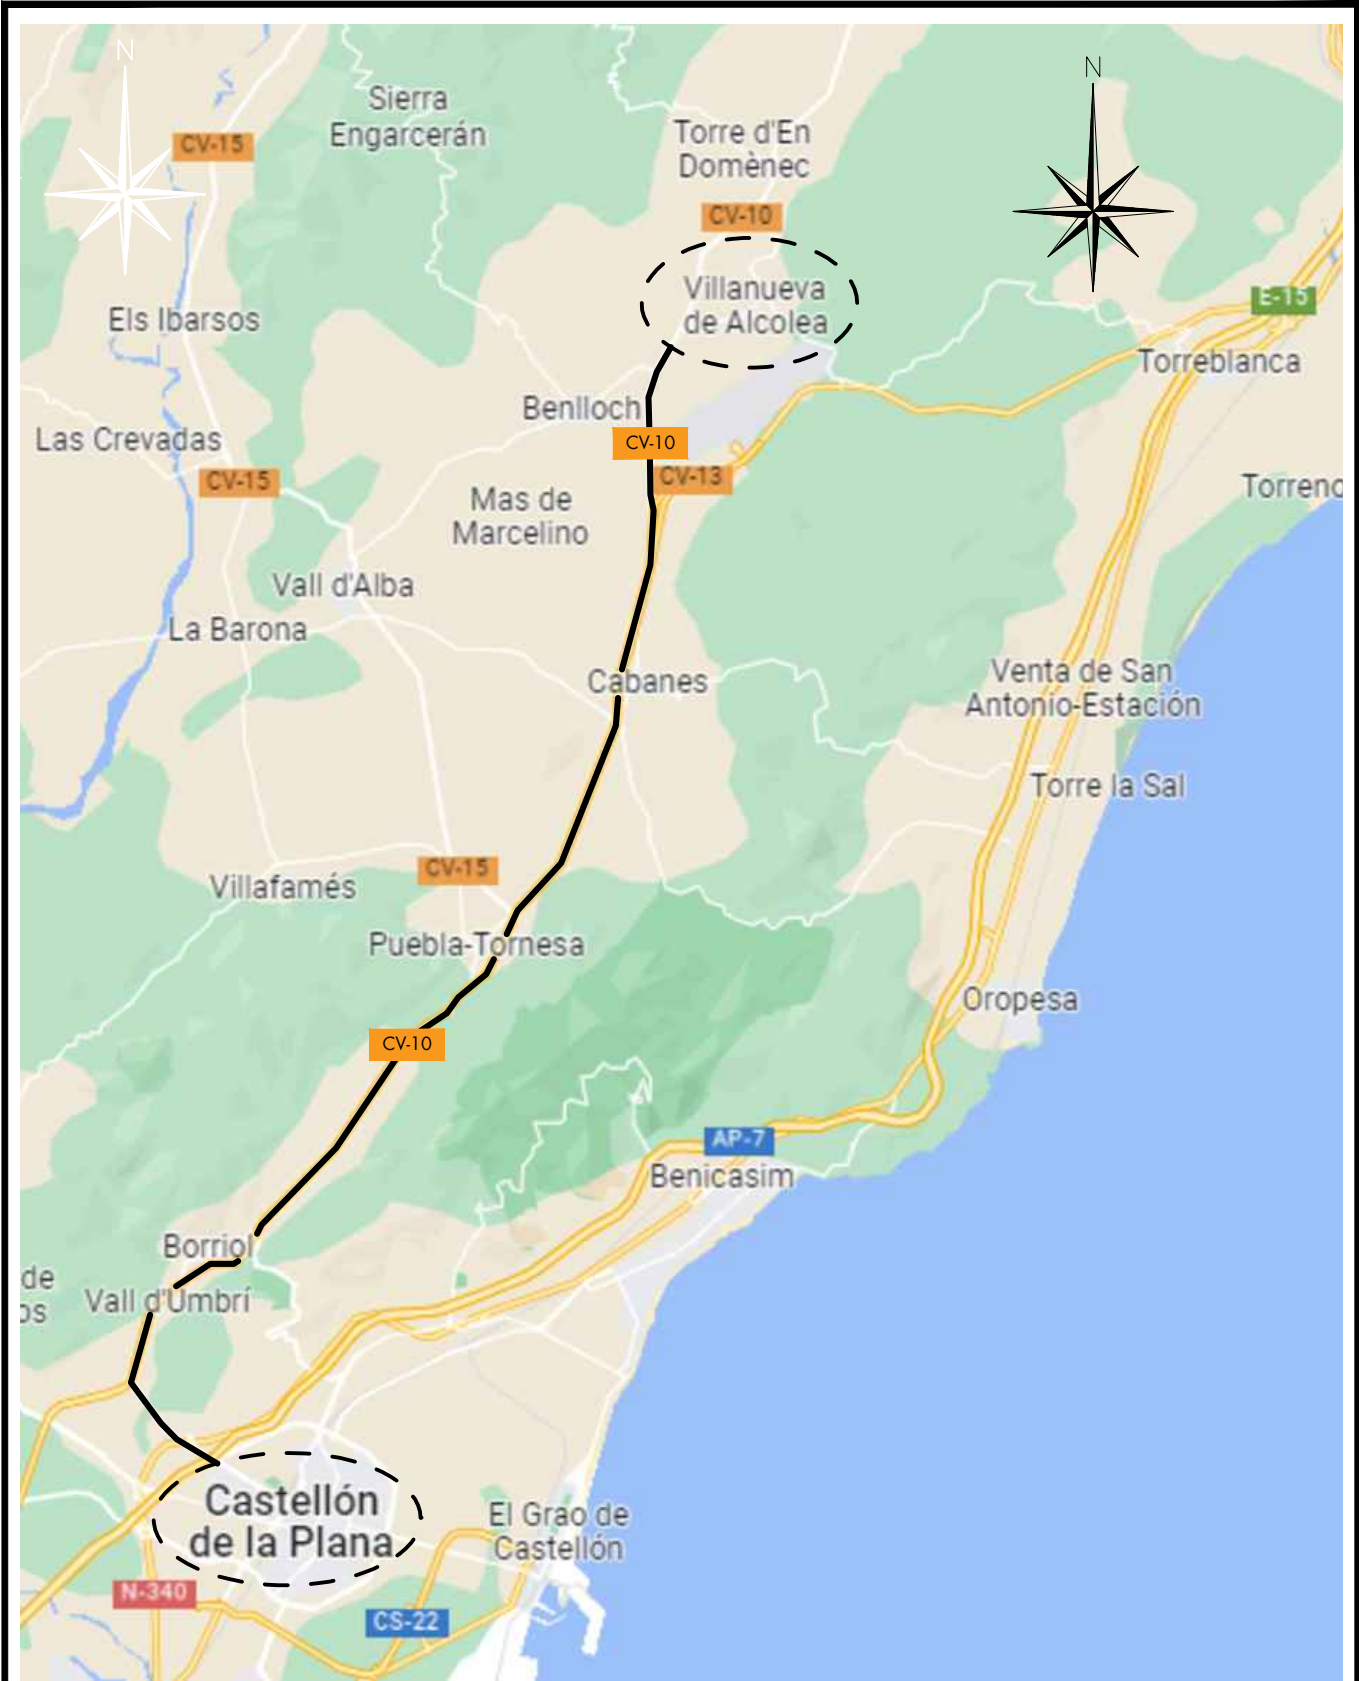 N
N
Sierra
Engarcerán
Torre d'En
Domènec
CV-15
CV-10
Villanueva
de Alcolea
E-15
Els Ibarsos
Torreblanca
Benlloch
Las Crevadas
CV-10
CV-15
CV-13
Mas de
Marcelino
Torreno
Vall d'Alba
La Barona
Cabanes
Venta de San
Antonio-Estación
Torre la Sal
CV-15
Villafamés
Puebla-Tornesa
Oropesa
CV-10
AP-7
Benicasim
Borriol
de
os
Vall d'Umbrí
Castellón
de la Plana
El Grao de
Castellón
N-340
CS-22